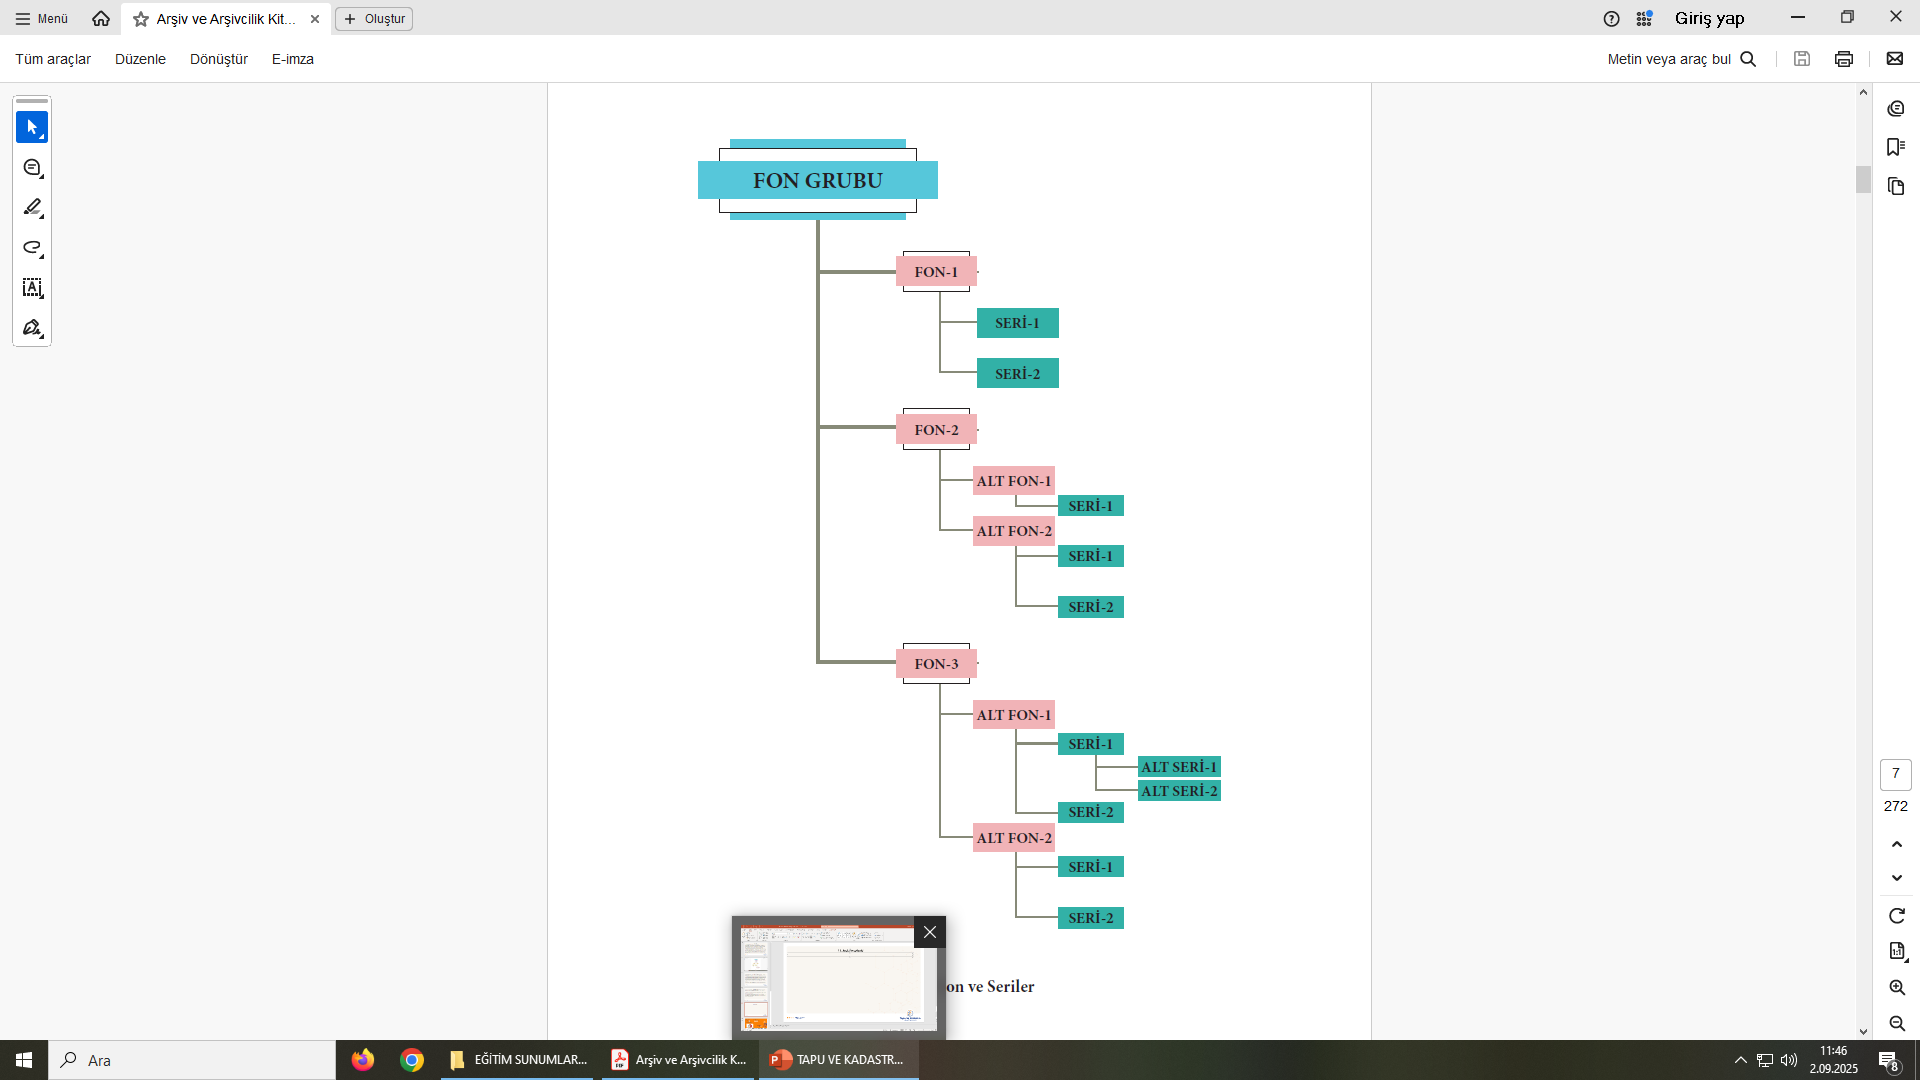 Menü
Arşiv ve Arşivcilik Kit...
Oluştur
Giriş yap
Tüm araçlar
Düzenle
Dönüştür
E-imza
Metin veya araç bul
FON GRUBU
FON-1
SERİ-1
SERİ-2
FON-2
ALT FON-1
SERİ-1
ALT FON-2
SERİ-1
SERİ-2
FON-3
ALT FON-1
SERİ-1
ALT SERİ-1
ALT SERİ-2
SERİ-2
ALT FON-2
SERİ-1
SERİ-2
on ve Seriler
7
272
1:1
Ara
EĞİTİM SUNUMLAR...
Arşiv ve Arşivcilik K...
TAPU VE KADASTR...
11:46
2.09.2025
8